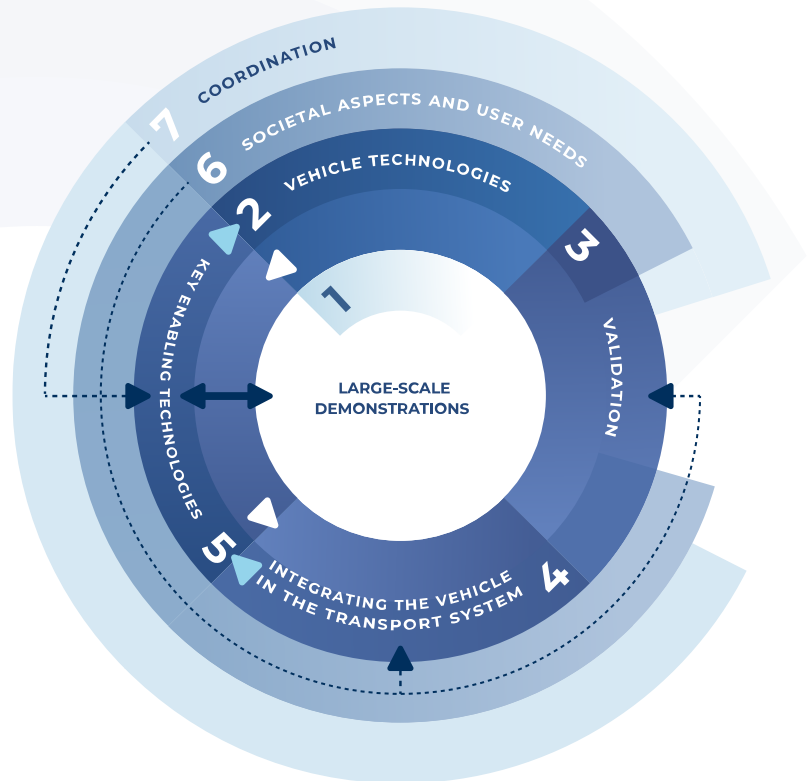 7 COORDINATION
6 SOCIETAL ASPECTS AND USER NEEDS
2 VEHICLE TECHNOLOGIES
3
VALIDATION
1
LARGE-SCALE
DEMONSTRATIONS
KEY ENABLING TECHNOLOGIES
5
INTEGRATING THE VEHICLE
IN THE TRANSPORT SYSTEM
4